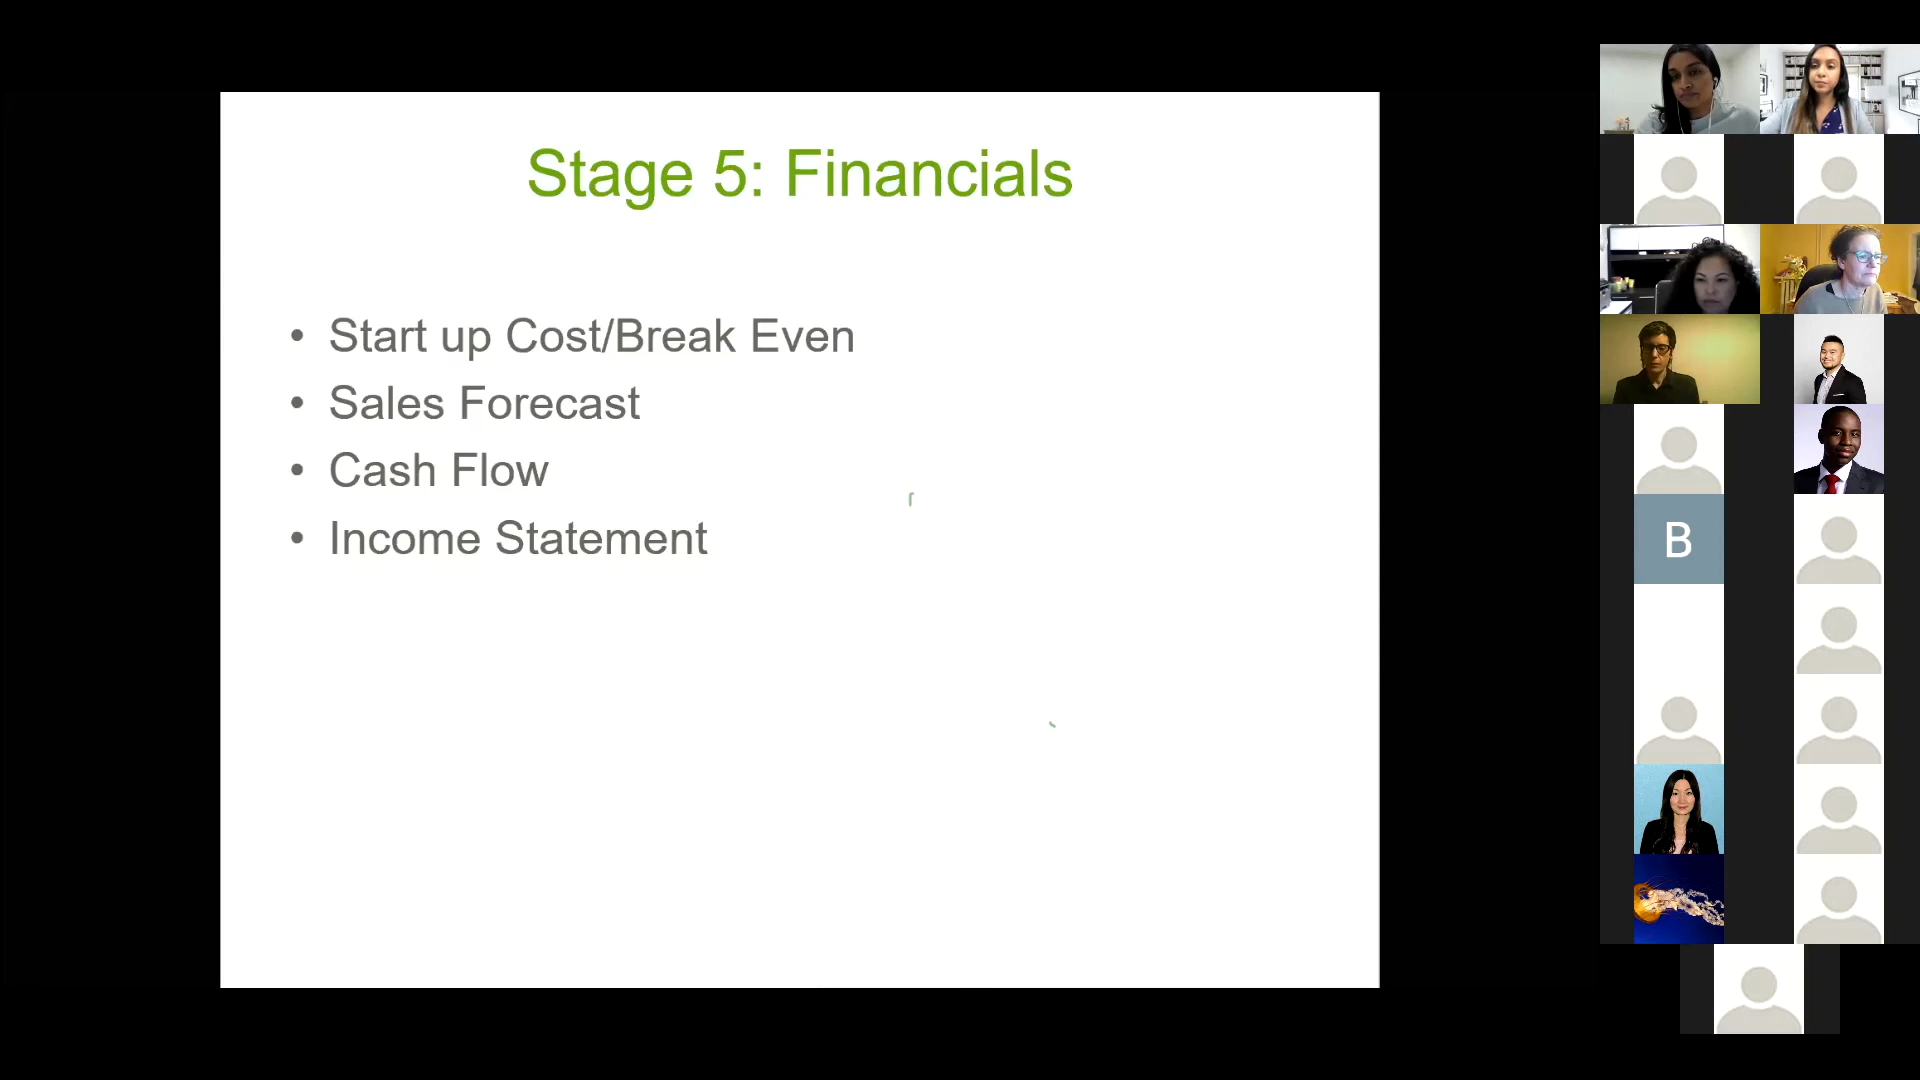 Stage 5: Financials
• Start up Cost/Break Even
• Sales Forecast
• Cash Flow
• Income Statement
B